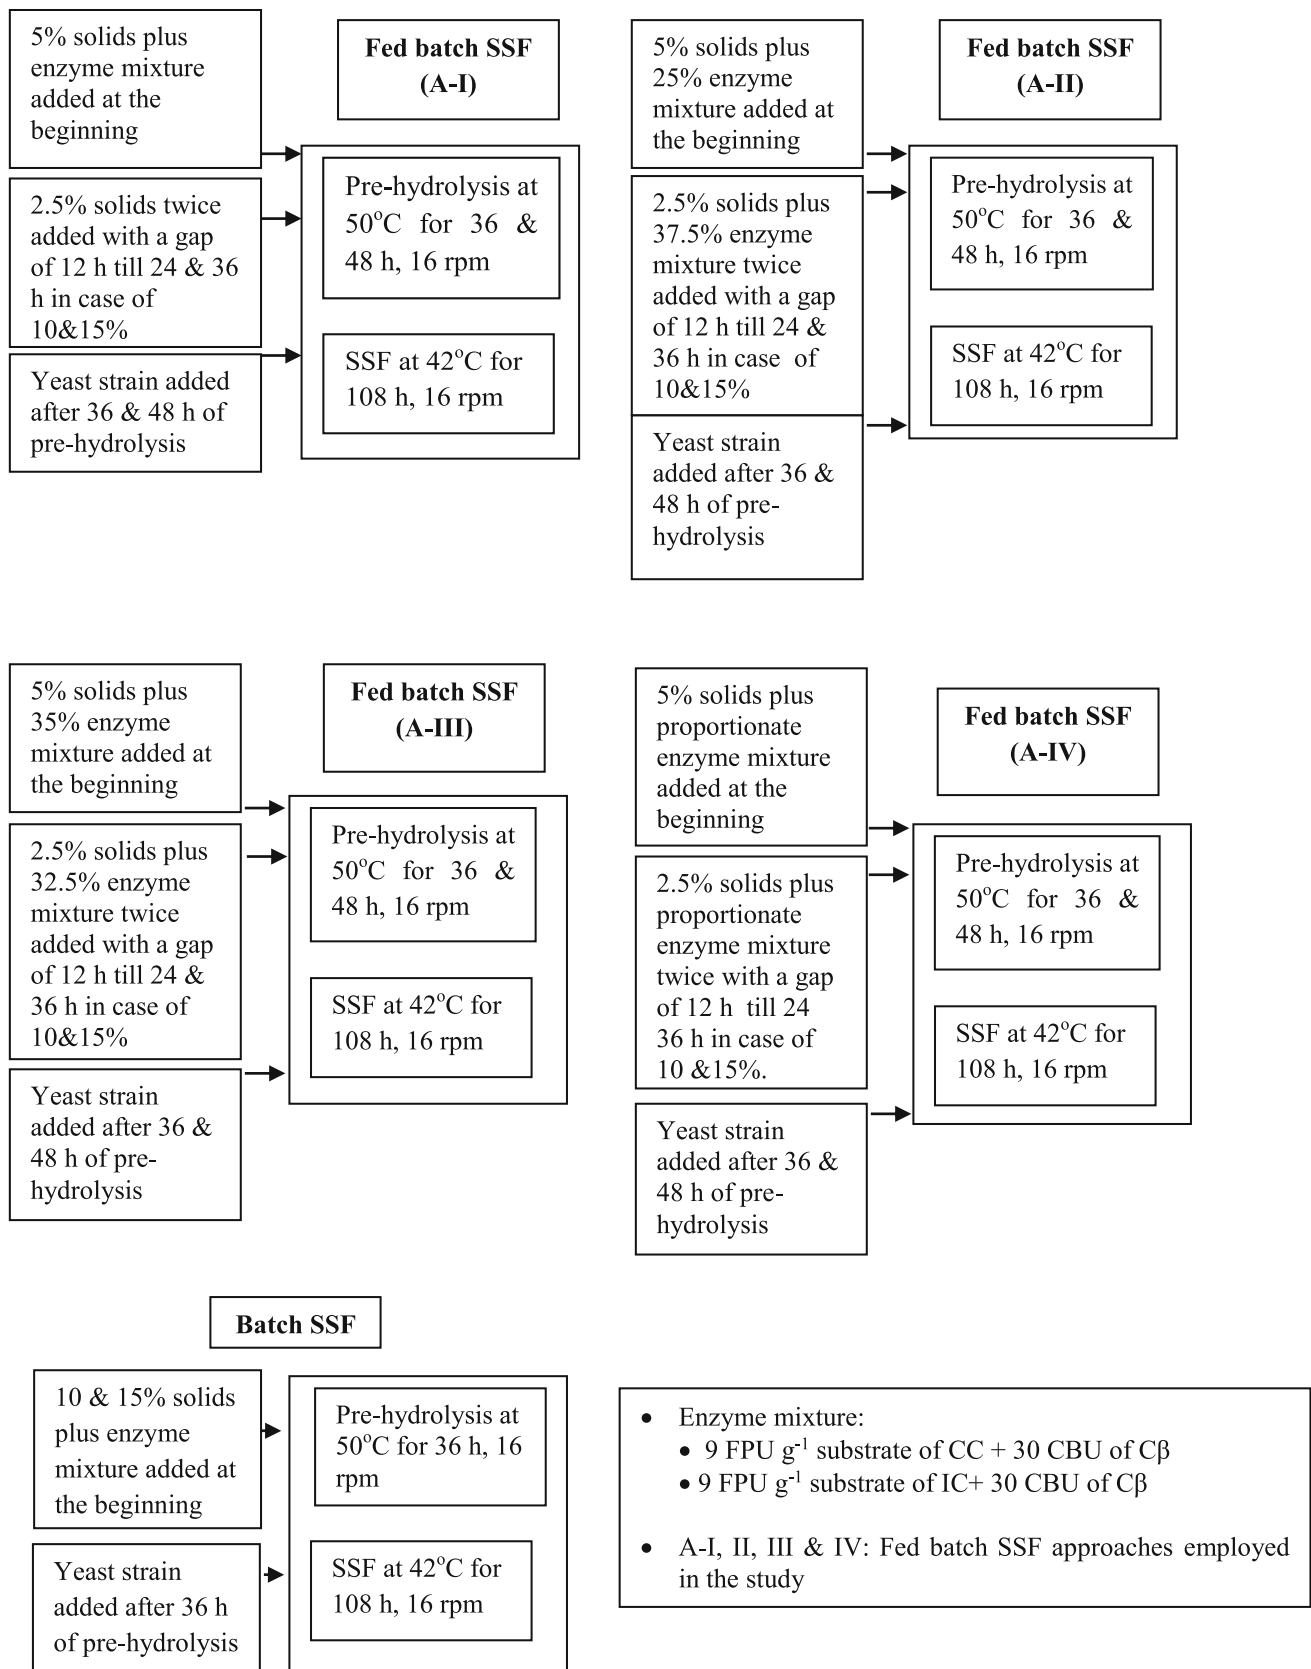 5% solids plus
enzyme mixture
added at the
beginning
Fed batch SSF
(A-I)
2.5% solids twice
added with a gap
of 12 h till 24 & 36
h in case of
10&15%
Yeast strain added
after 36 & 48 h of
pre-hydrolysis
Pre-hydrolysis at
50°C for 36 &
48 h, 16 rpm
SSF at 42°C for
108 h, 16 rpm
5% solids plus
25% enzyme
mixture added at
the beginning
Fed batch SSF
(A-II)
2.5% solids plus
37.5% enzyme
mixture twice
added with a gap
of 12 h till 24 &
36 h in case of
10&15%
Yeast strain
added after 36 &
48 h of pre-
hydrolysis
Pre-hydrolysis at
50°C for 36 &
48 h, 16 rpm
SSF at 42°C for
108 h, 16 rpm
5% solids plus
35% enzyme
mixture added at
the beginning
Fed batch SSF
(A-III)
2.5% solids plus
32.5% enzyme
mixture twice
added with a gap
of 12 h till 24 &
36 h in case of
10&15%
Yeast strain
added after 36 &
48 h of pre-
hydrolysis
Pre-hydrolysis at
50°C for 36 &
48 h, 16 rpm
SSF at 42°C for
108 h, 16 rpm
5% solids plus
proportionate
enzyme mixture
added at the
beginning
Fed batch SSF
(A-IV)
2.5% solids plus
proportionate
enzyme mixture
twice with a gap
of 12 h till 24
36 h in case of
10 &15%.
Yeast strain
added after 36 &
48 h of pre-
hydrolysis
Pre-hydrolysis at
50°C for 36 &
48 h, 16 rpm
SSF at 42°C for
108 h, 16 rpm
Batch SSF
10 & 15% solids
plus enzyme
mixture added at
the beginning
Yeast strain
added after 36 h
of pre-hydrolysis
Pre-hydrolysis at
50°C for 36 h, 16
rpm
SSF at 42°C for
108 h, 16 rpm
• Enzyme mixture:
• 9 FPU g⁻¹ substrate of CC + 30 CBU of Cβ
• 9 FPU g⁻¹ substrate of IC+ 30 CBU of Cβ
• A-I, II, III & IV: Fed batch SSF approaches employed
in the study